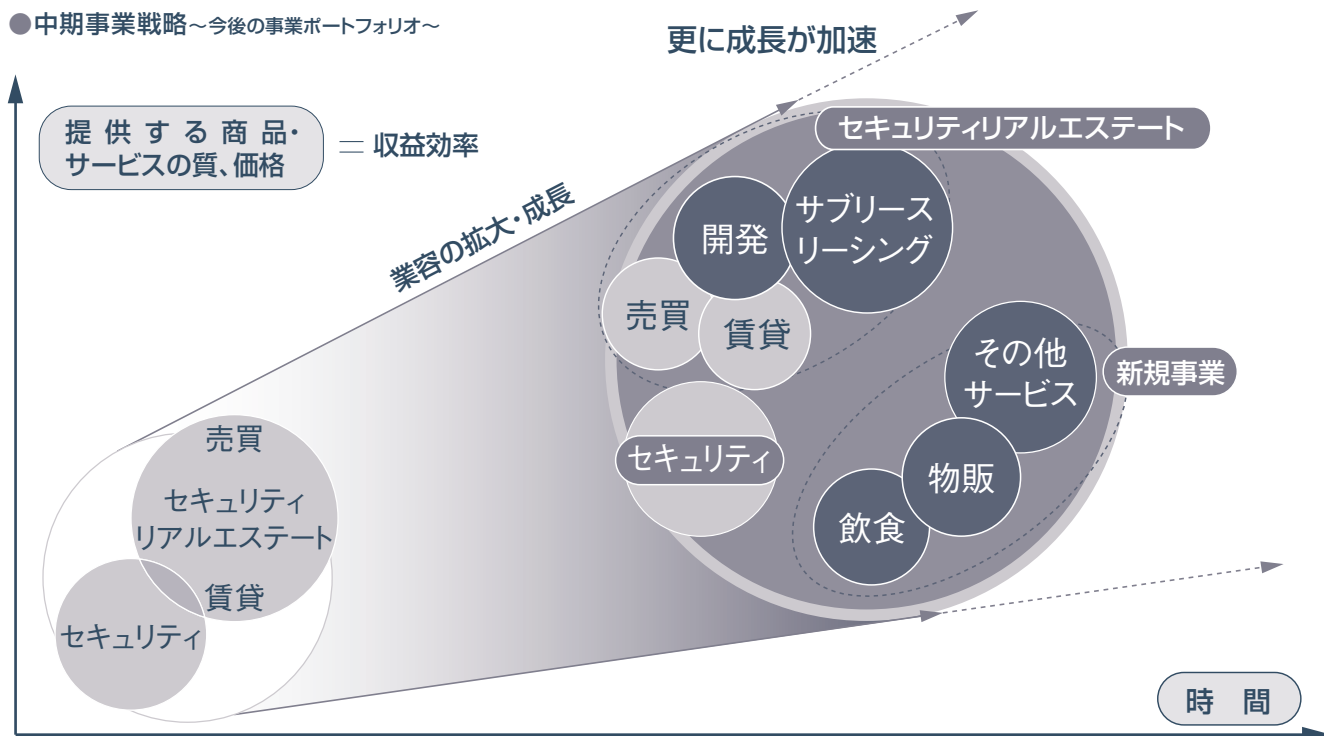 ●中期事業戦略～今後の事業ポートフォリオ～
更に成長が加速
提供する商品・
サービスの質、価格
＝ 収益効率
業容の拡大・成長
セキュリティリアルエステート
サブリース
リーシング
開発
売買
賃貸
その他
サービス
新規事業
セキュリティ
物販
飲食
売買
セキュリティ
リアルエステート
賃貸
セキュリティ
時 間